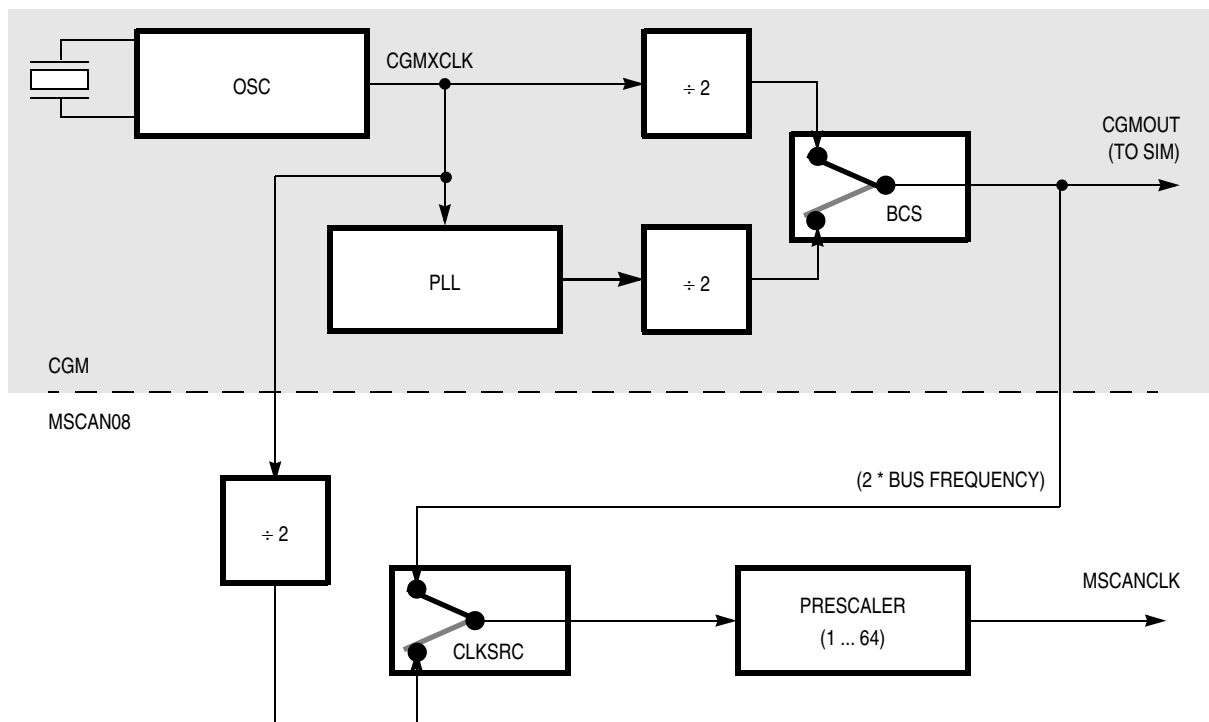 CGMXCLK
OSC
÷ 2
CGMOUT
(TO SIM)
BCS
PLL
÷ 2
CGM
MSCAN08
(2 * BUS FREQUENCY)
÷ 2
MSCANCLK
PRESCALER
(1 ... 64)
CLKSRC